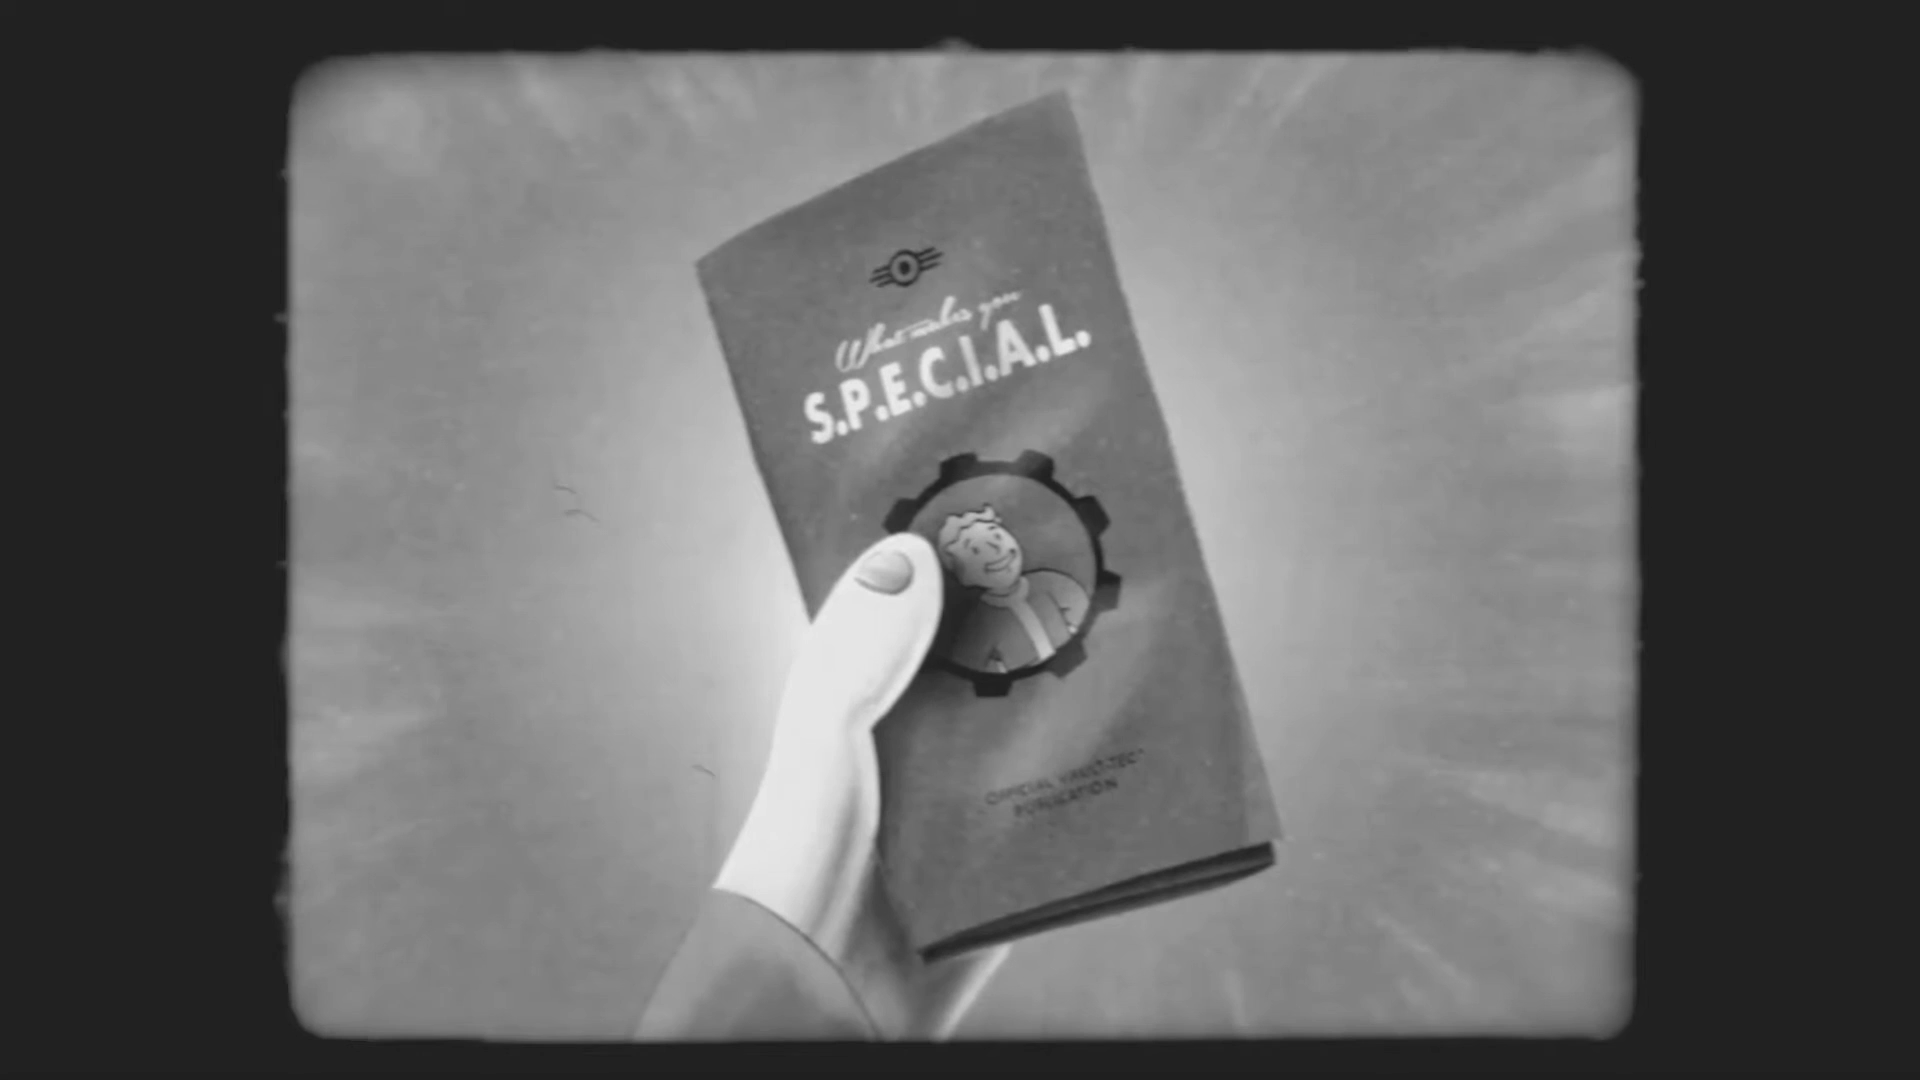 What makes you
S.P.E.C.I.A.L.
OFFICIAL VAULT-TEC
PUBLICATION